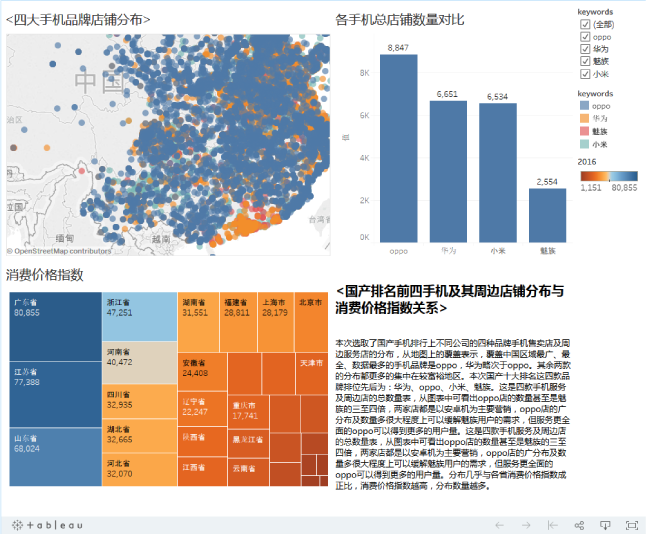 <四大手机品牌店铺分布>
中国
缅甸
越南
台湾省
© OpenStreetMap contributors
各手机总店铺数量对比
8K
6K
4K
2K
0K
值
8,847
6,651
6,534
2,554
oppo
华为
小米
魅族
keywords
(全部)
oppo
华为
魅族
小米
keywords
oppo
华为
魅族
小米
2016
1,151 80,855
消费价格指数
广东省
80,855
江苏省
77,388
山东省
68,024
浙江省
47,251
河南省
40,472
四川省
32,935
湖北省
32,665
河北省
32,070
湖南省
31,551
福建省
28,811
上海市
28,179
北京市
安徽省
24,408
天津市
辽宁省
22,247
重庆市
17,741
陕西省
黑龙江省
江西省
云南省
<国产排名前四手机及其周边店铺分布与
消费价格指数关系>
本次选取了国产手机排行上不同公司的四种品牌手机售卖店及周
边服务店的分布，从地图上的覆盖表示，覆盖中国区域最广、最
全、数据最多的手机品牌是oppo，华为略次于oppo。其余两款
的分布都更多的集中在较富裕地区。本次国产十大排名这四款品
牌排位先后为：华为、oppo、小米、魅族。这是四款手机服务
及周边店的总数量表，从图表中可看出oppo店的数量甚至是魅
族的三至四倍，两家店都是以安卓机为主要营销，oppo店的广
分布及数量多很大程度上可以缓解魅族用户的需求，但服务更全
面的oppo可以得到更多的用户量。这是四款手机服务及周边店
的总数量表，从图表中可看出oppo店的数量甚至是魅族的三至
四倍，两家店都是以安卓机为主要营销，oppo店的广分布及数
量多很大程度上可以缓解魅族用户的需求，但服务更全面的
oppo可以得到更多的用户量。分布几乎与各省消费价格指数成
正比，消费价格指数越高，分布数量越多。
+ a b l e a u